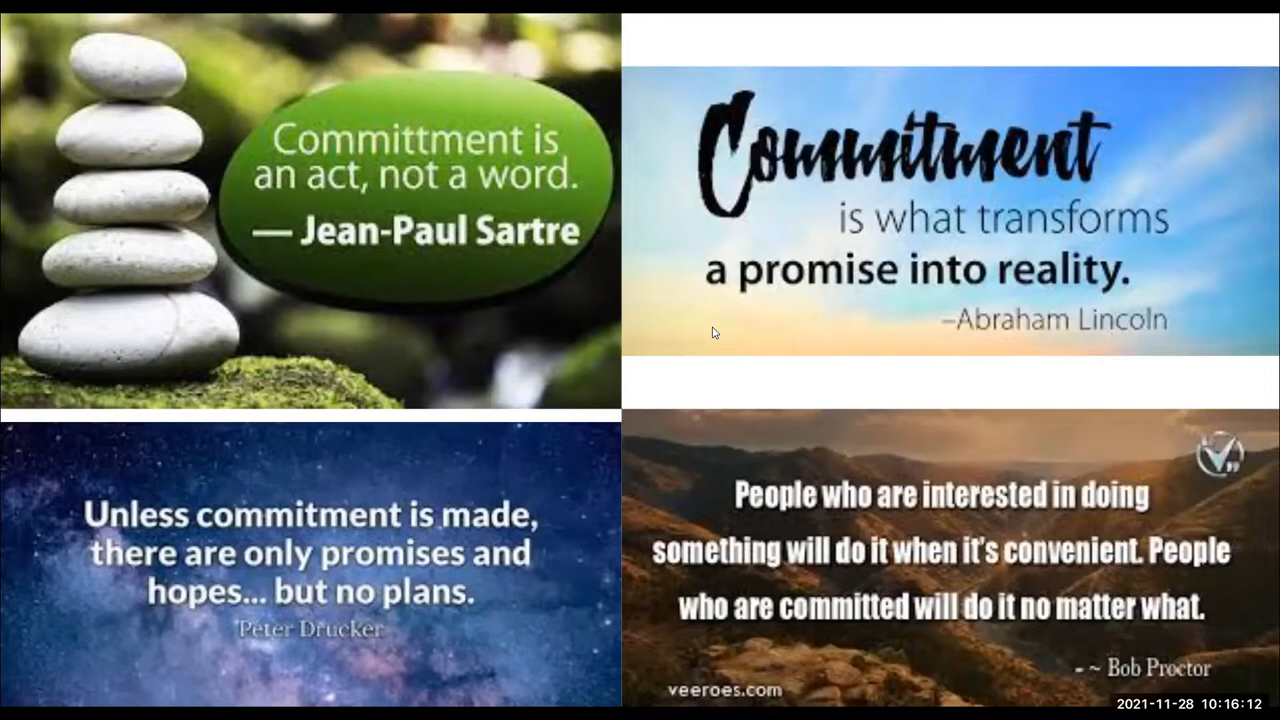 Committment is
an act, not a word.
— Jean-Paul Sartre
Commitment
is what transforms
a promise into reality.
–Abraham Lincoln
Unless commitment is made,
there are only promises and
hopes... but no plans.
Peter Drucker
People who are interested in doing
something will do it when it's convenient. People
who are committed will do it no matter what.
- ~ Bob Proctor
veeroes.com
2021-11-28 10:16:12